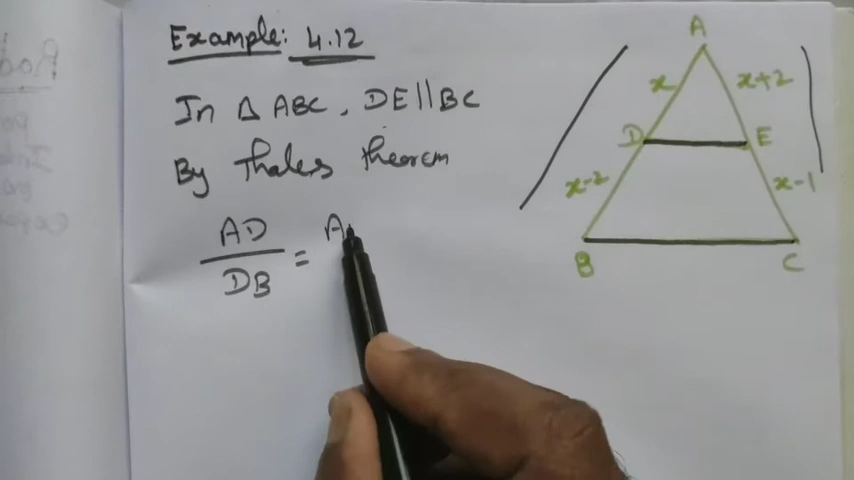 Example: 4.12
In Δ ABC, DE||BC
By Thales theorem
AD
DB
=
A
A
x
x+2
D
E
x-2
x-1
B
C